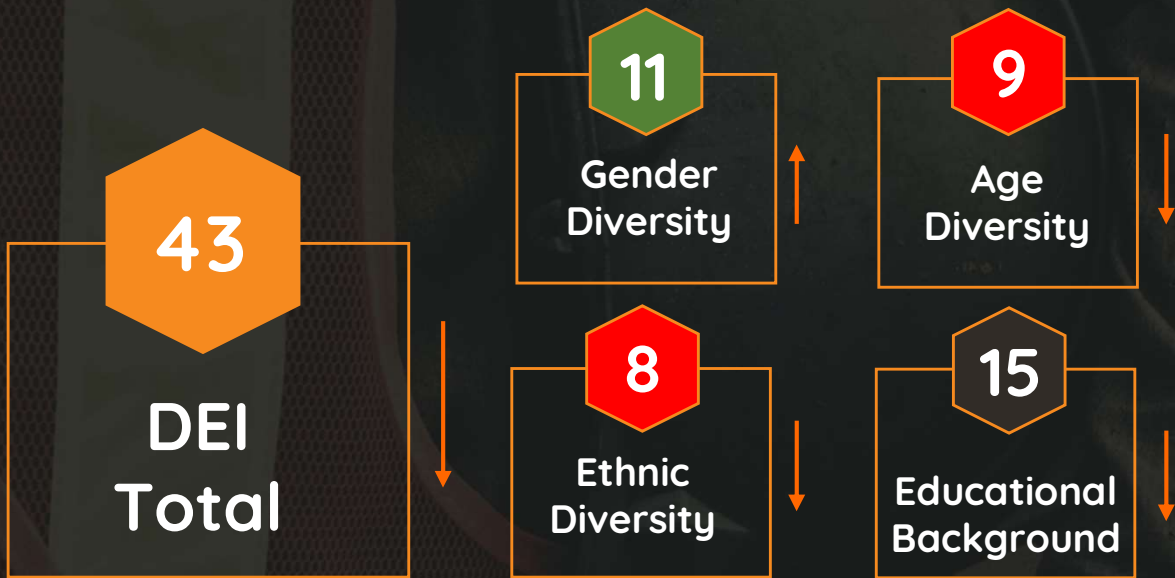 43
DEI
Total
11
Gender
Diversity
9
Age
Diversity
8
Ethnic
Diversity
15
Educational
Background